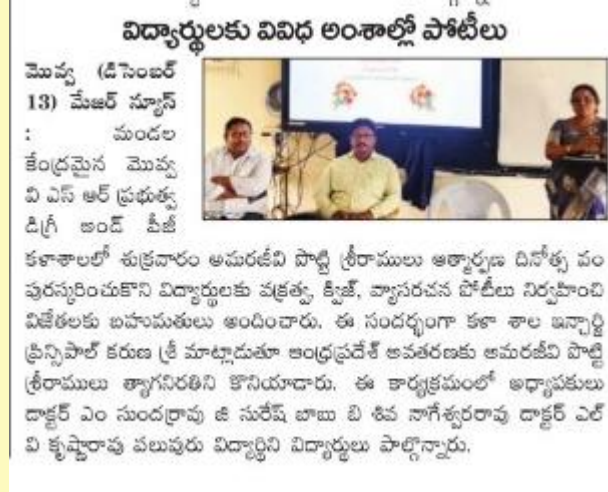 విద్యార్థులకు వివిధ అంశాల్లో పోటీలు
మొవ్వ (డిసెంబర్
13) మేజర్ న్యూస్
: మండల
కేంద్రమైన మొవ్వ
వి ఎస్ ఆర్ ప్రభుత్వ
డిగ్రీ అండ్ పీజీ
కళాశాలలో శుక్రవారం అమరజీవి పొట్టి శ్రీరాములు ఆత్మార్పణ దినోత్స వం
పురస్కరించుకొని విద్యార్థులకు వక్రత్వ, క్విజ్, వ్యాసరచన పోటీలు నిర్వహించి
విజేతలకు బహుమతులు అందించారు. ఈ సందర్భంగా కళా శాల ఇన్చార్జి
ప్రిన్సిపాల్ కరుణ శ్రీ మాట్లాడుతూ ఆంధ్రప్రదేశ్ అవతరణకు అమరజీవి పొట్టి
శ్రీరాములు త్యాగనిరతిని కొనియాడారు. ఈ కార్యక్రమంలో అధ్యాపకులు
డాక్టర్ ఎం సుందర్రావు జి సురేష్ బాబు బి శివ నాగేశ్వరరావు డాక్టర్ ఎల్
వి కృష్ణారావు పలువురు విద్యార్థిని విద్యార్థులు పాల్గొన్నారు.